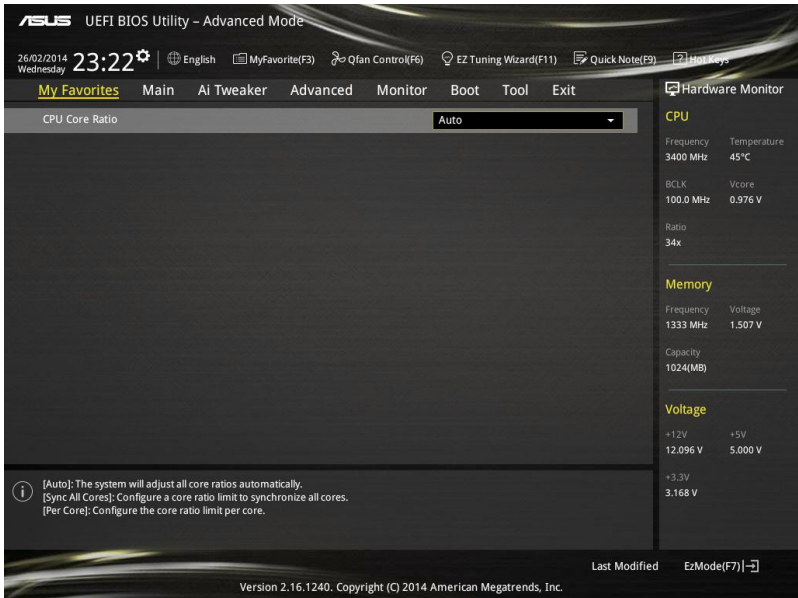 ASUS UEFI BIOS Utility – Advanced Mode
26/02/2014
Wednesday
23:22
English
MyFavorite(F3)
Qfan Control(F6)
EZ Tuning Wizard(F11)
Quick Note(F9)
? Hot Keys
My Favorites Main Ai Tweaker Advanced Monitor Boot Tool Exit
CPU Core Ratio Auto
[Auto]: The system will adjust all core ratios automatically.
[Sync All Cores]: Configure a core ratio limit to synchronize all cores.
[Per Core]: Configure the core ratio limit per core.
Hardware Monitor
CPU
Frequency Temperature
3400 MHz 45°C
BCLK Vcore
100.0 MHz 0.976 V
Ratio
34x
Memory
Frequency Voltage
1333 MHz 1.507 V
Capacity
1024(MB)
Voltage
+12V +5V
12.096 V 5.000 V
+3.3V
3.168 V
Last Modified EzMode(F7)
Version 2.16.1240. Copyright (C) 2014 American Megatrends, Inc.